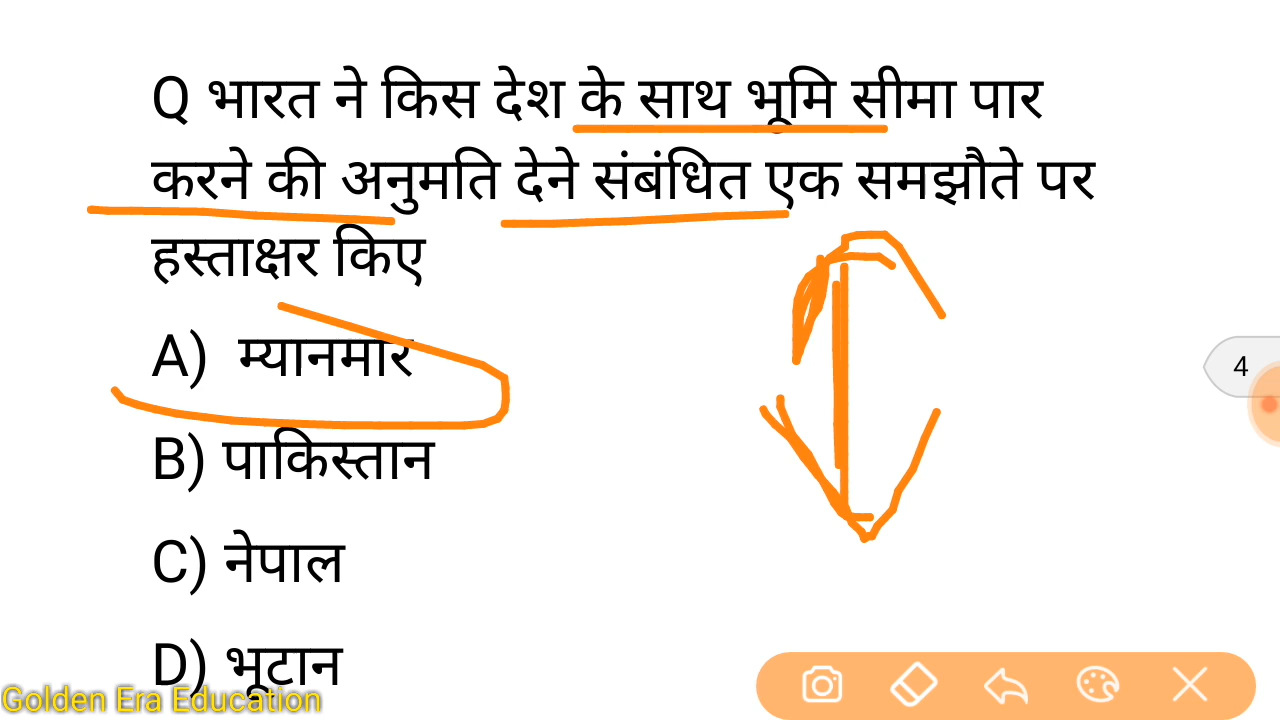 Q भारत ने किस देश के साथ भूमि सीमा पार
करने की अनुमति देने संबंधित एक समझौते पर
हस्ताक्षर किए
A) म्यानमार
B) पाकिस्तान
C) नेपाल
D) भूटान
4
Golden Era Education